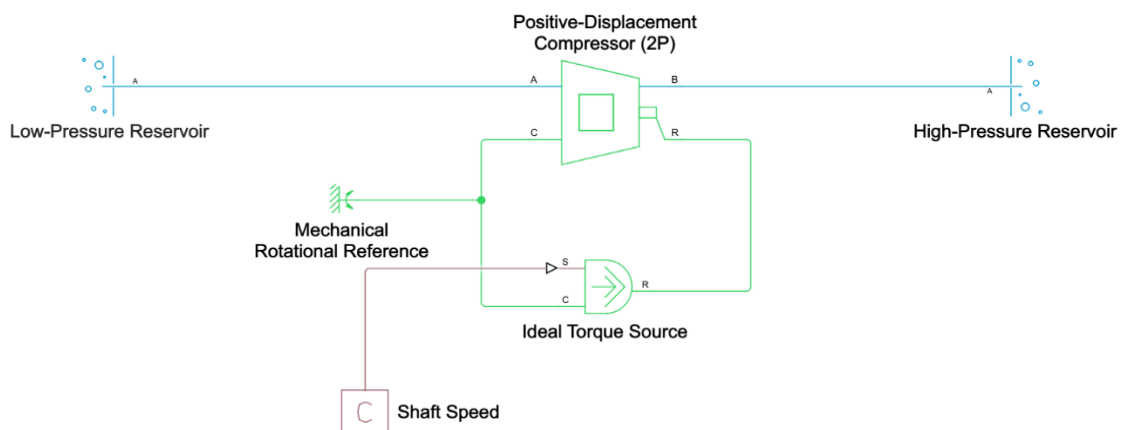 Positive-Displacement
Compressor (2P)
A
A
B
A
Low-Pressure Reservoir
High-Pressure Reservoir
C
R
Mechanical
Rotational Reference
S
R
C
Ideal Torque Source
C
Shaft Speed